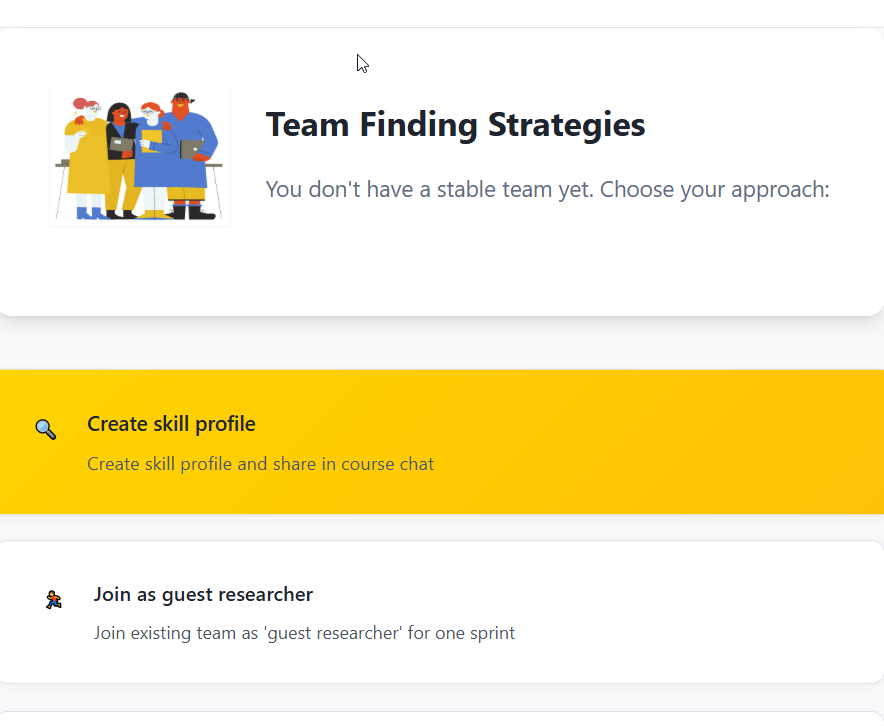 Team Finding Strategies
You don't have a stable team yet. Choose your approach:
Create skill profile
Create skill profile and share in course chat
Join as guest researcher
Join existing team as 'guest researcher' for one sprint